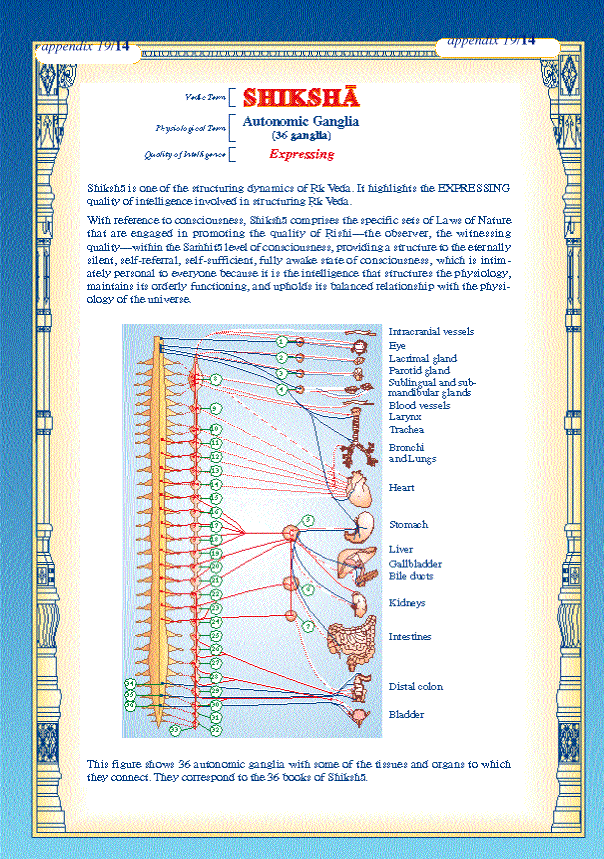 appendix 19/14
appendix 19/14
Vedic Term
SHIKSHĀ
Physiological Term
Autonomic Ganglia
(36 ganglia)
Quality of Intelligence
Expressing
Shikshā is one of the structuring dynamics of Ṛk Veda. It highlights the EXPRESSING
quality of intelligence involved in structuring Ṛk Veda.
With reference to consciousness, Shikshā comprises the specific sets of Laws of Nature
that are engaged in promoting the quality of Rishi—the observer, the witnessing
quality—within the Saṁhitā level of consciousness, providing a structure to the eternally
silent, self-referral, self-sufficient, fully awake state of consciousness, which is intim-
ately personal to everyone because it is the intelligence that structures the physiology,
maintains its orderly functioning, and upholds its balanced relationship with the physi-
ology of the universe.
Intracranial vessels
1
Eye
2
Lacrimal gland
3
Parotid gland
4
Sublingual and sub-
mandibular glands
Blood vessels
9
Larynx
10
Trachea
11
Bronchi
and Lungs
12
13
14
Heart
15
16
17
5
Stomach
18
19
Liver
20
Gallbladder
21
Bile ducts
22
6
23
Kidneys
24
7
25
Intestines
26
27
28
34
29
Distal colon
35
30
36
31
Bladder
33
32
This figure shows 36 autonomic ganglia with some of the tissues and organs to which
they connect. They correspond to the 36 books of Shikshā.